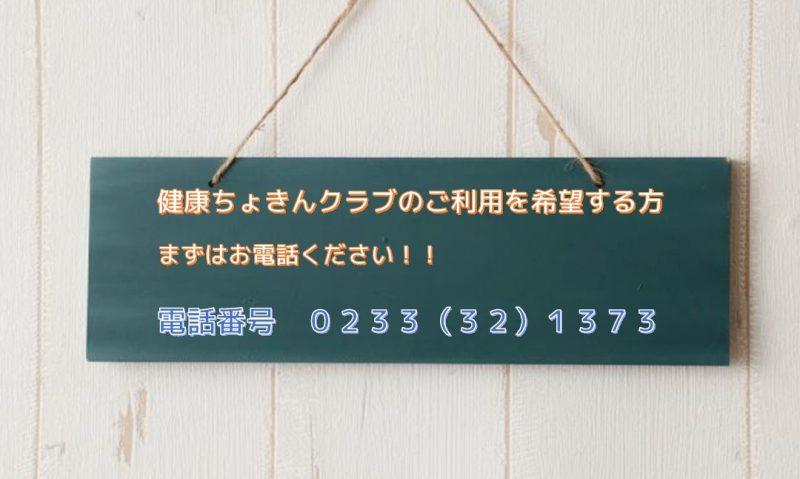 健康ちょきんクラブのご利用を希望する方
まずはお電話ください！！
電話番号　０２３３（３２）１３７３